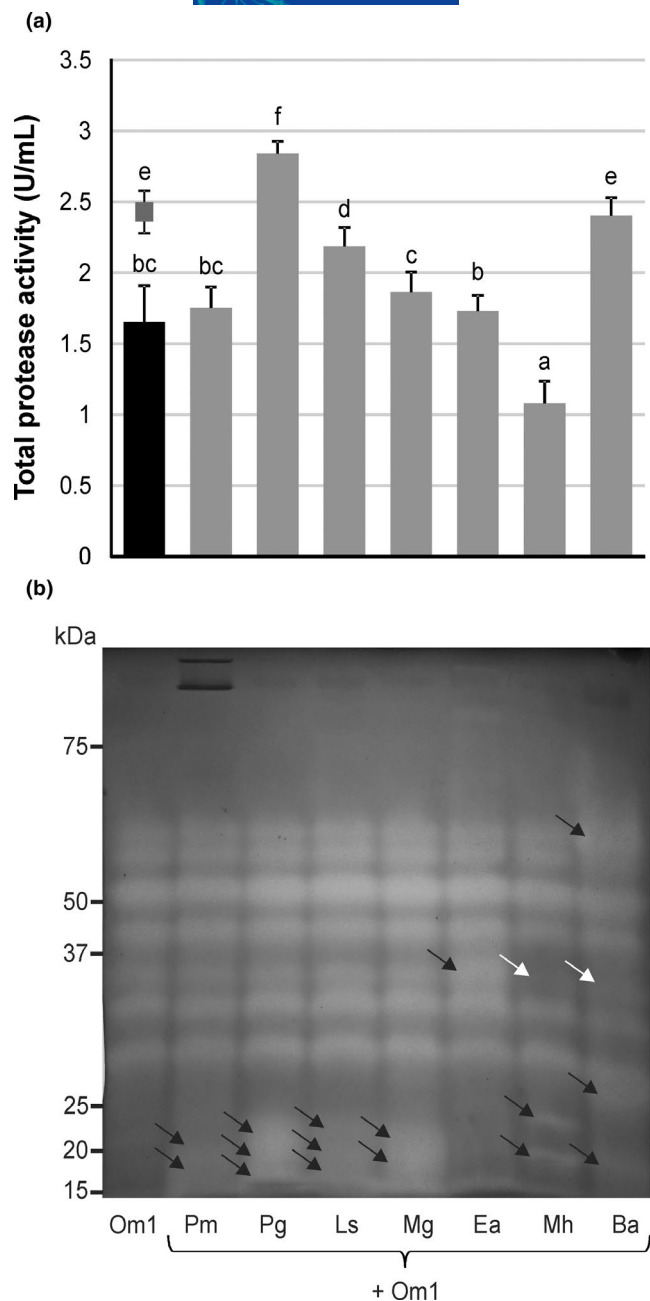 (a)
Total protease activity (U/mL)
3.5
3
2.5
2
1.5
1
0.5
0
e
bc
bc
f
d
c
b
a
e
(b)
kDa
75
50
37
25
20
15
Om1 Pm Pg Ls Mg Ea Mh Ba
+ Om1